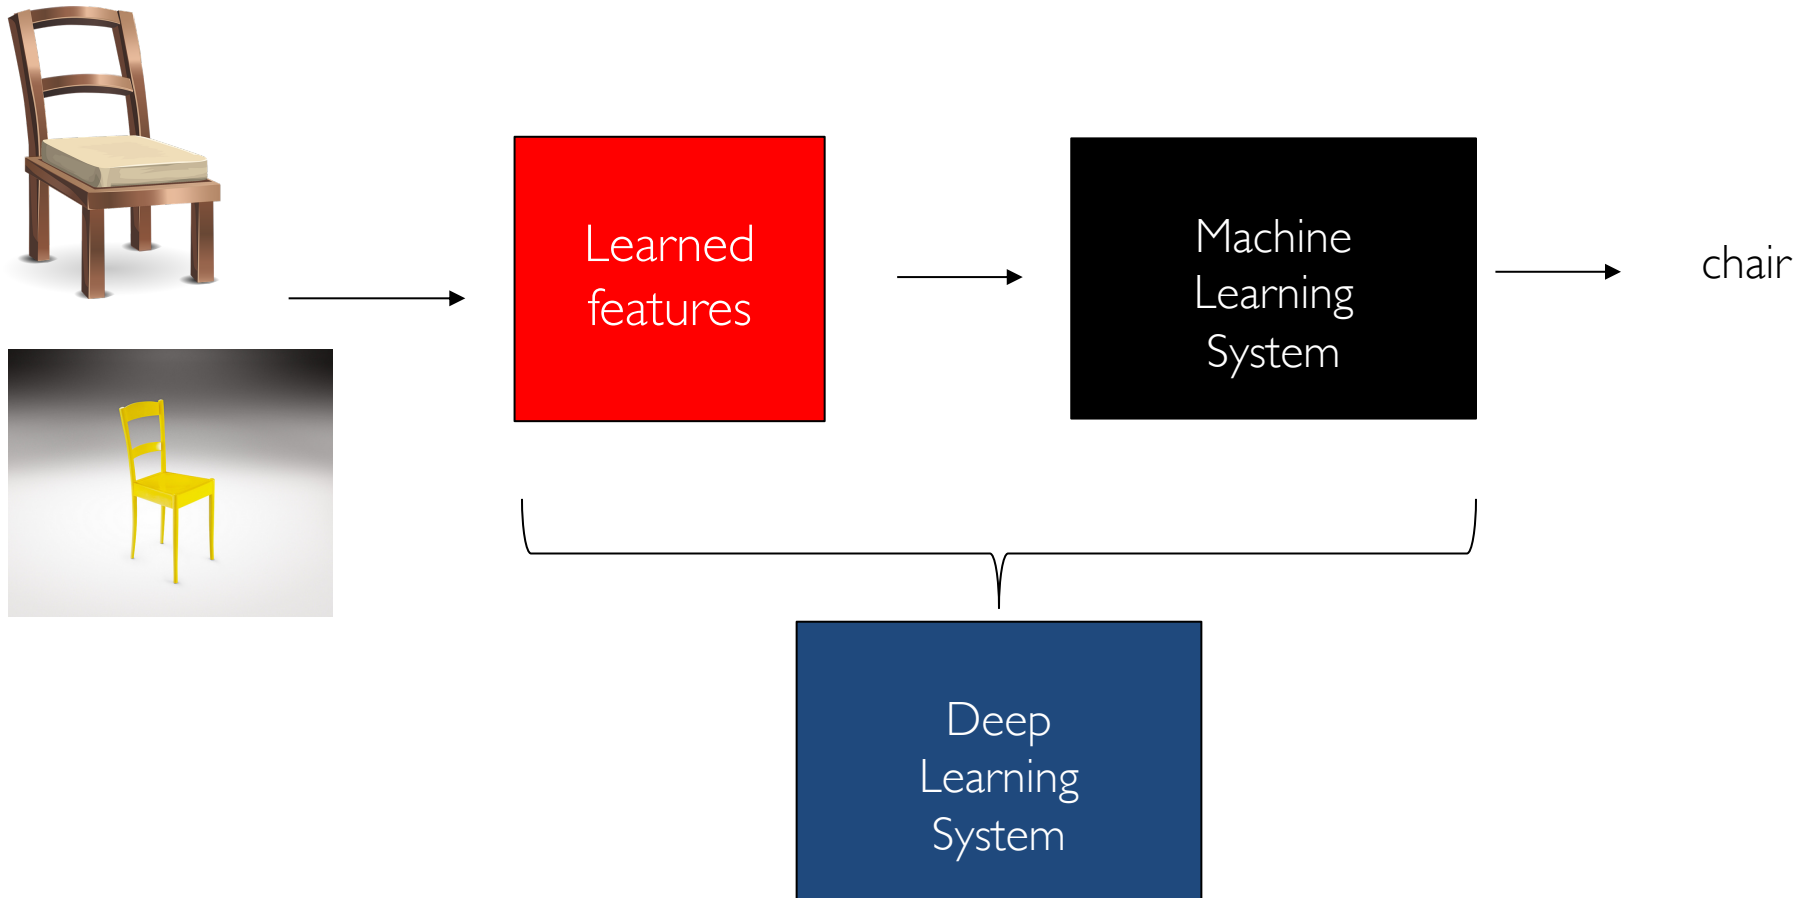 Learned
features
Machine
Learning
System
chair
Deep
Learning
System